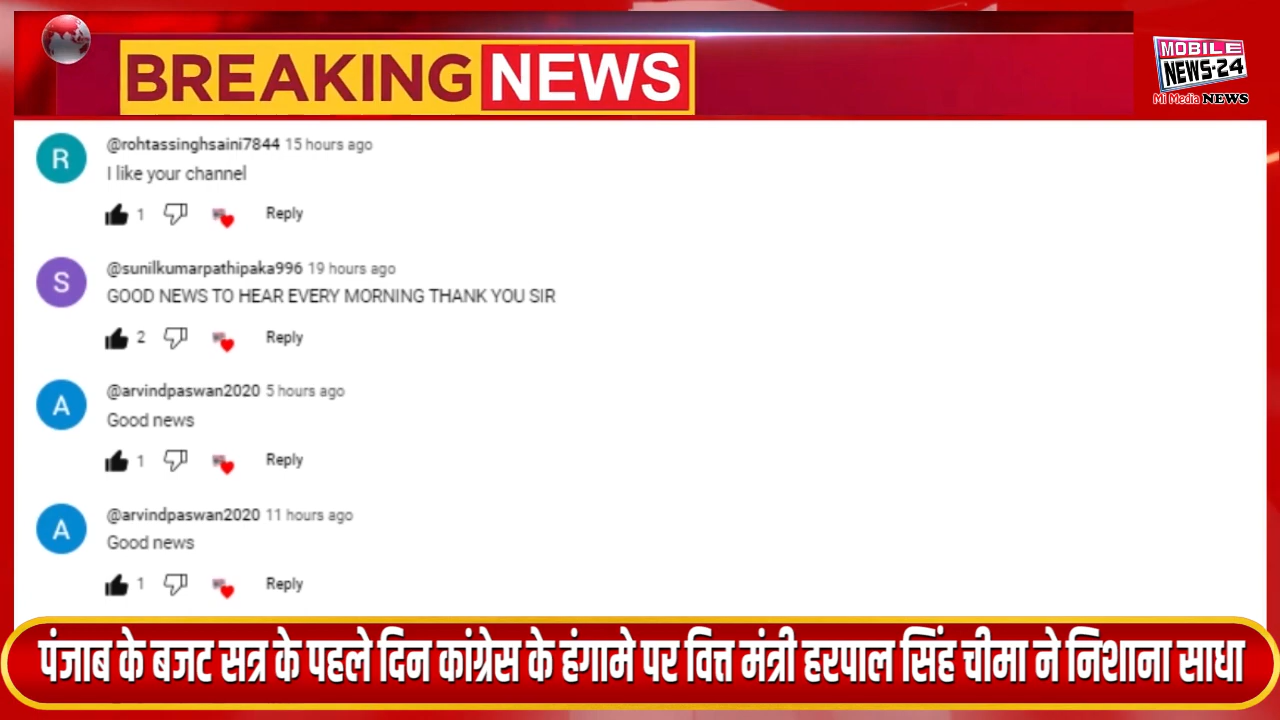 BREAKING NEWS
MOBILE
NEWS-24
Mi Media NEWS
R
@rohtassinghsaini7844 15 hours ago
I like your channel
1 Reply
S
@sunilkumarpathipaka996 19 hours ago
GOOD NEWS TO HEAR EVERY MORNING THANK YOU SIR
2 Reply
A
@arvindpaswan2020 5 hours ago
Good news
1 Reply
A
@arvindpaswan2020 11 hours ago
Good news
1 Reply
पंजाब के बजट सत्र के पहले दिन कांग्रेस के हंगामे पर वित्त मंत्री हरपाल सिंह चीमा ने निशाना साधा